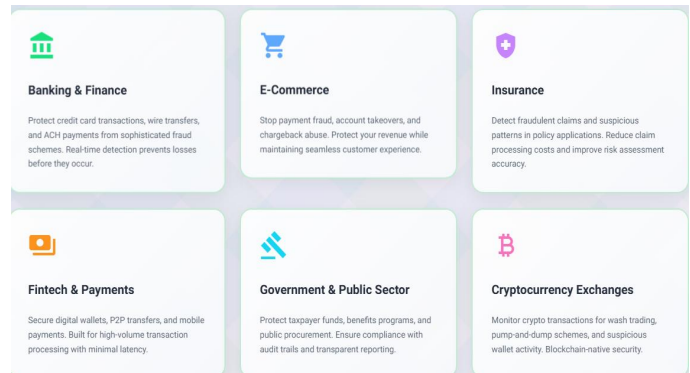 Banking & Finance
Protect credit card transactions, wire transfers,
and ACH payments from sophisticated fraud
schemes. Real-time detection prevents losses
before they occur.
E-Commerce
Stop payment fraud, account takeovers, and
chargeback abuse. Protect your revenue while
maintaining seamless customer experience.
Insurance
Detect fraudulent claims and suspicious
patterns in policy applications. Reduce claim
processing costs and improve risk assessment
accuracy.
Fintech & Payments
Secure digital wallets, P2P transfers, and mobile
payments. Built for high-volume transaction
processing with minimal latency.
Government & Public Sector
Protect taxpayer funds, benefits programs, and
public procurement. Ensure compliance with
audit trails and transparent reporting.
Cryptocurrency Exchanges
Monitor crypto transactions for wash trading,
pump-and-dump schemes, and suspicious
wallet activity. Blockchain-native security.